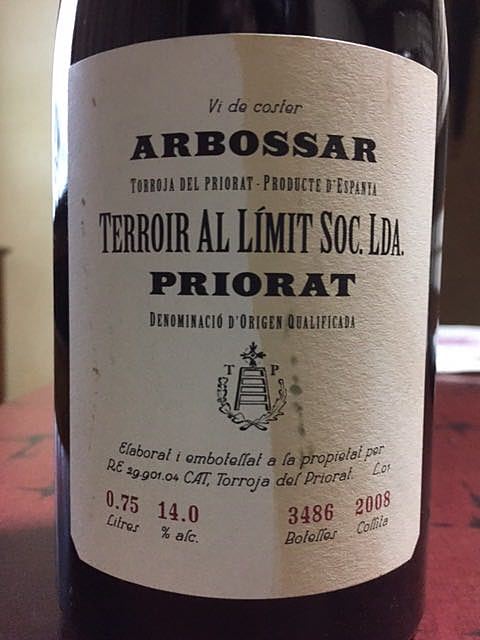 Vi de coster
ARBOSSAR
TORROJA DEL PRIORAT - PRODUCTE D'ESPANYA
TERROIR AL LÍMIT SOC. LDA.
PRIORAT
DENOMINACIÓ D'ORIGEN QUALIFICADA
T P
Elaborat i embotellat a la propietat per
R.E 29.901.04 CAT, Torroja del Priorat. Lot
0.75 14.0 3486 2008
Litres % alc. Botelles Collita